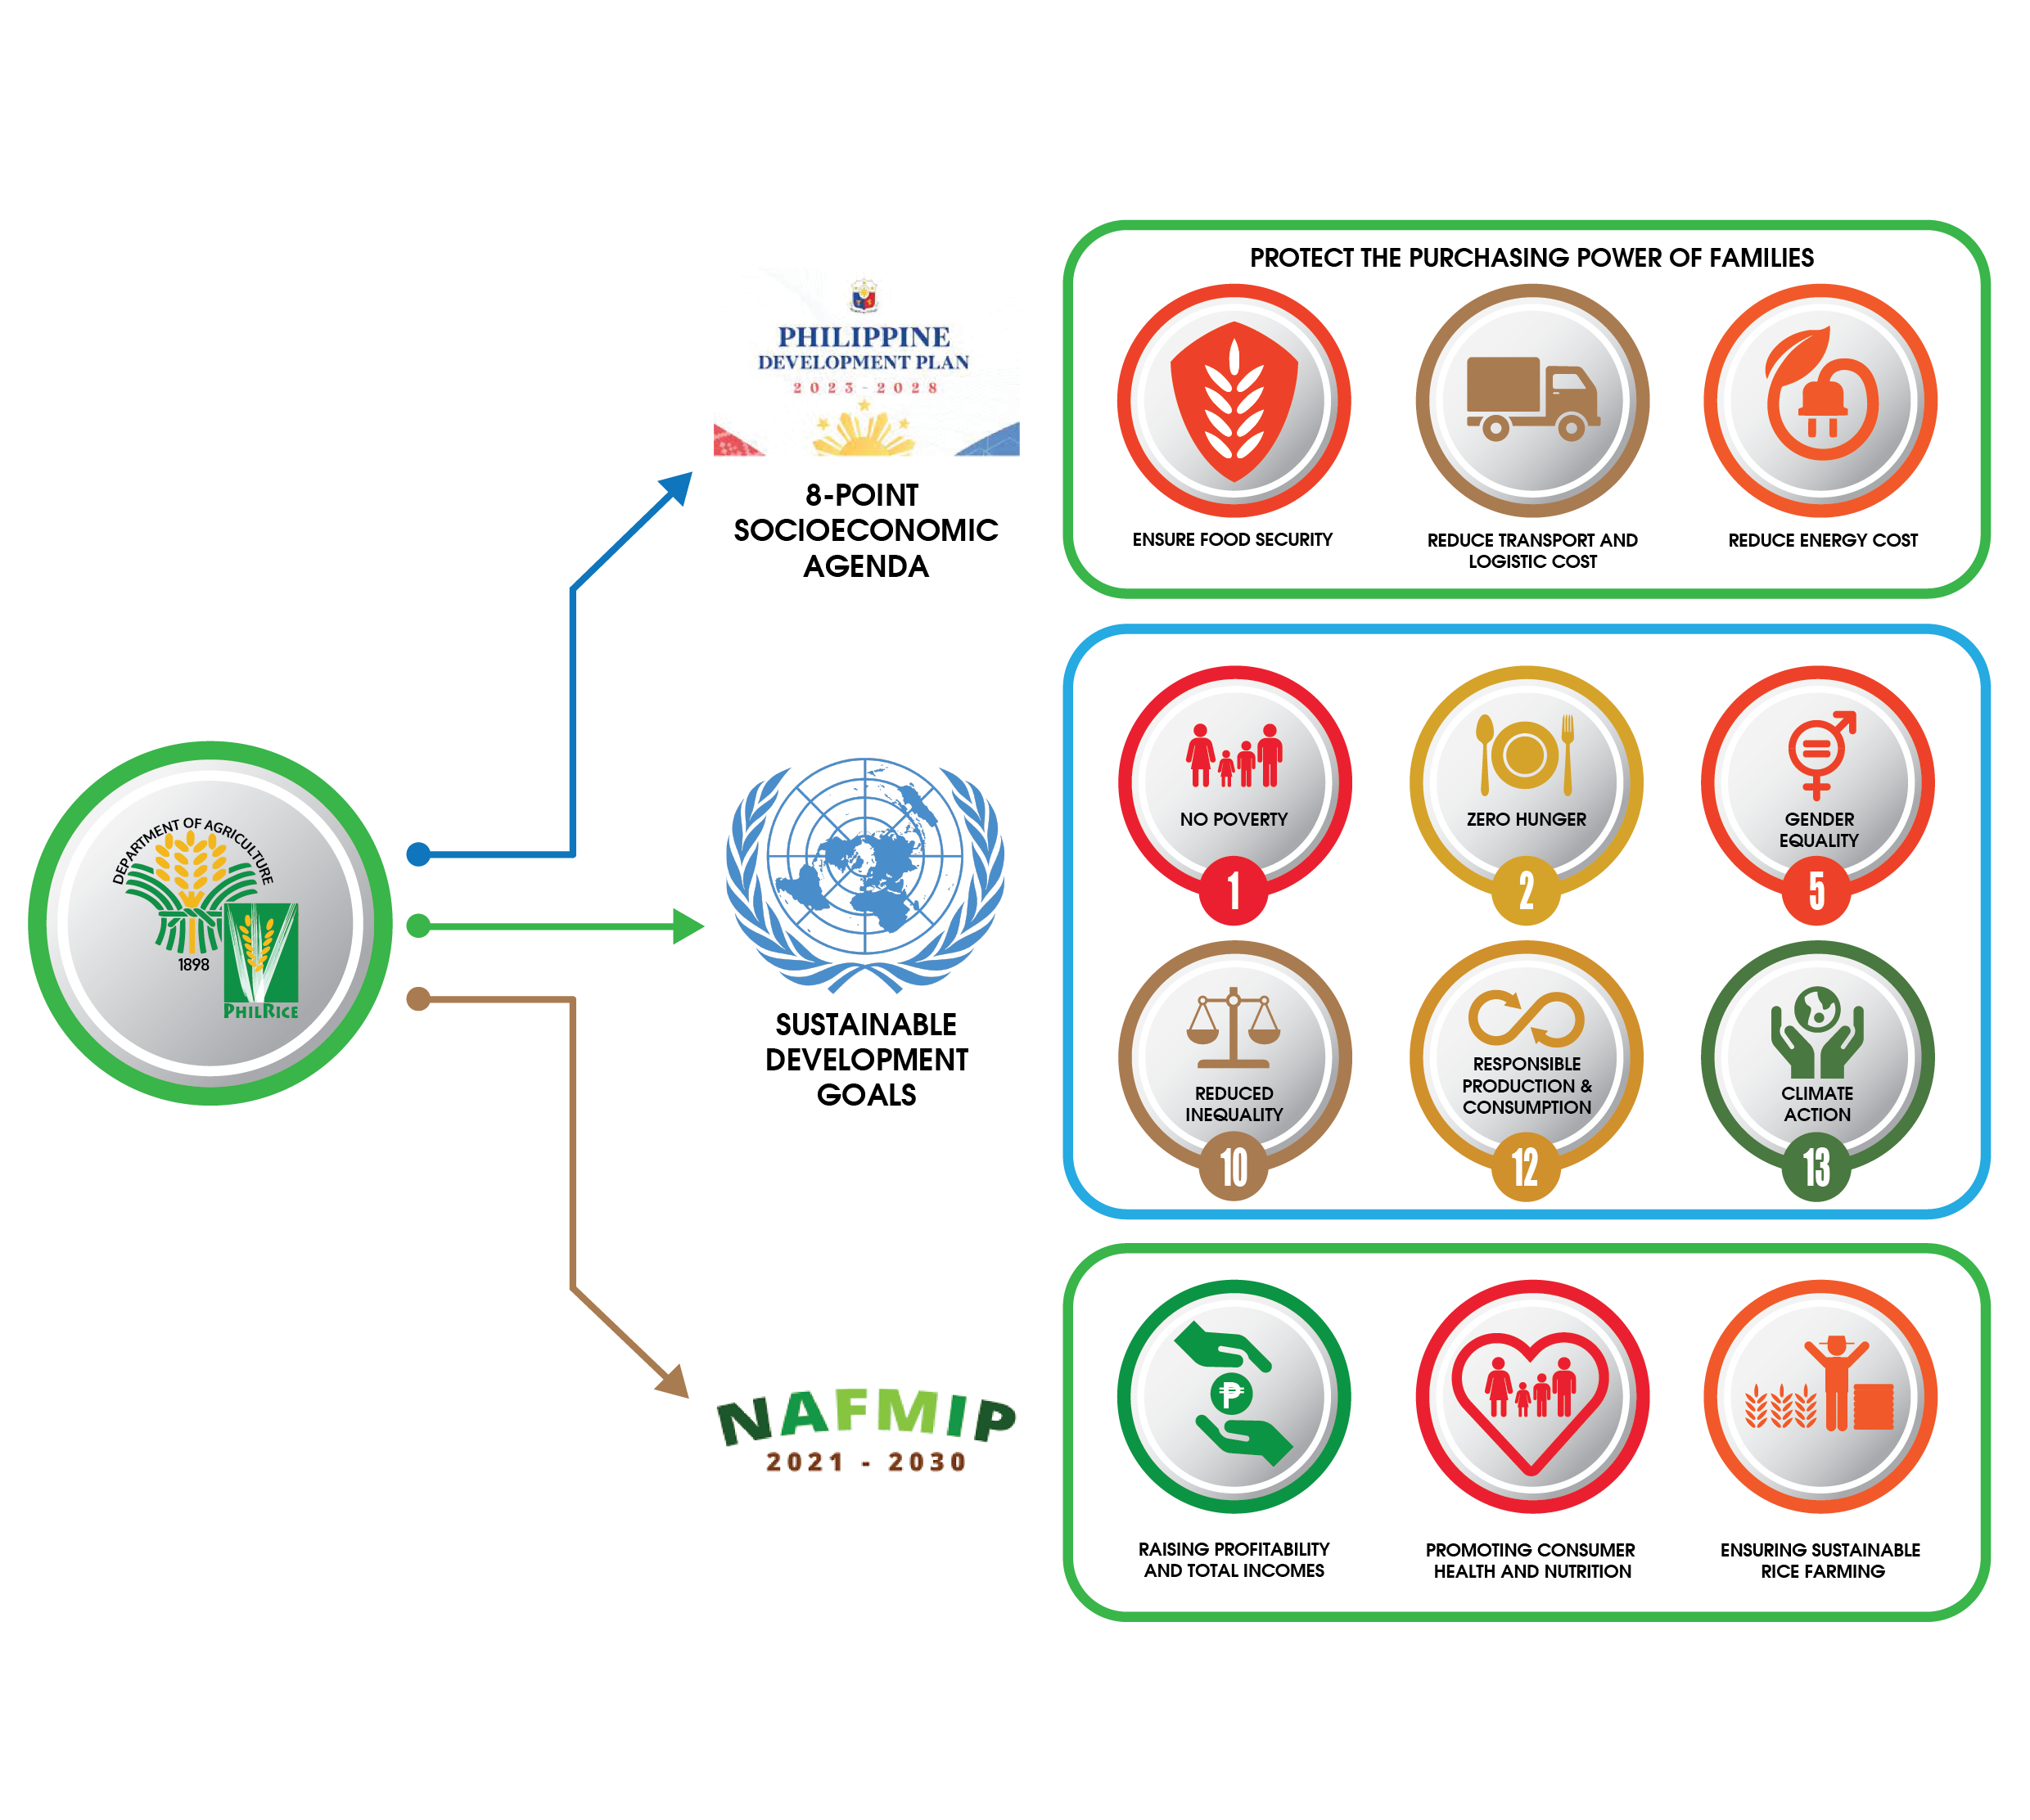 DEPARTMENT OF AGRICULTURE
1898
PHILRICE
PHILIPPINE
DEVELOPMENT PLAN
2023-2028
8-POINT
SOCIOECONOMIC
AGENDA
SUSTAINABLE
DEVELOPMENT
GOALS
NAFMIP
2021 - 2030
PROTECT THE PURCHASING POWER OF FAMILIES
ENSURE FOOD SECURITY
REDUCE TRANSPORT AND
LOGISTIC COST
REDUCE ENERGY COST
NO POVERTY
1
ZERO HUNGER
2
GENDER
EQUALITY
5
REDUCED
INEQUALITY
10
RESPONSIBLE
PRODUCTION &
CONSUMPTION
12
CLIMATE
ACTION
13
₱
RAISING PROFITABILITY
AND TOTAL INCOMES
PROMOTING CONSUMER
HEALTH AND NUTRITION
ENSURING SUSTAINABLE
RICE FARMING